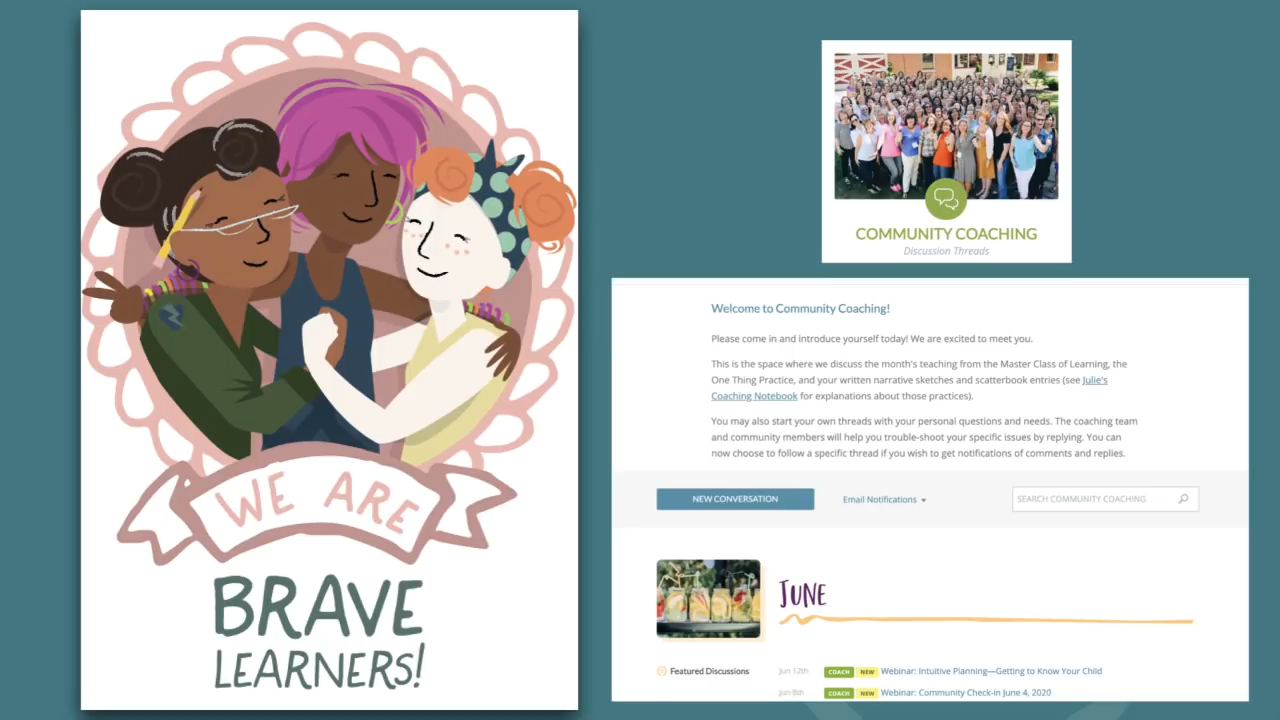 WE ARE
BRAVE
LEARNERS!
COMMUNITY COACHING
Discussion Threads
Welcome to Community Coaching!
Please come in and introduce yourself today! We are excited to meet you.
This is the space where we discuss the month's teaching from the Master Class of Learning, the
One Thing Practice, and your written narrative sketches and scatterbook entries (see Julie's
Coaching Notebook for explanations about those practices).
You may also start your own threads with your personal questions and needs. The coaching team
and community members will help you trouble-shoot your specific issues by replying. You can
now choose to follow a specific thread if you wish to get notifications of comments and replies.
NEW CONVERSATION
Email Notifications
SEARCH COMMUNITY COACHING
JUNE
Featured Discussions
Jun 12th COACH NEW Webinar: Intuitive Planning—Getting to Know Your Child
Jun 8th COACH NEW Webinar: Community Check-in June 4, 2020